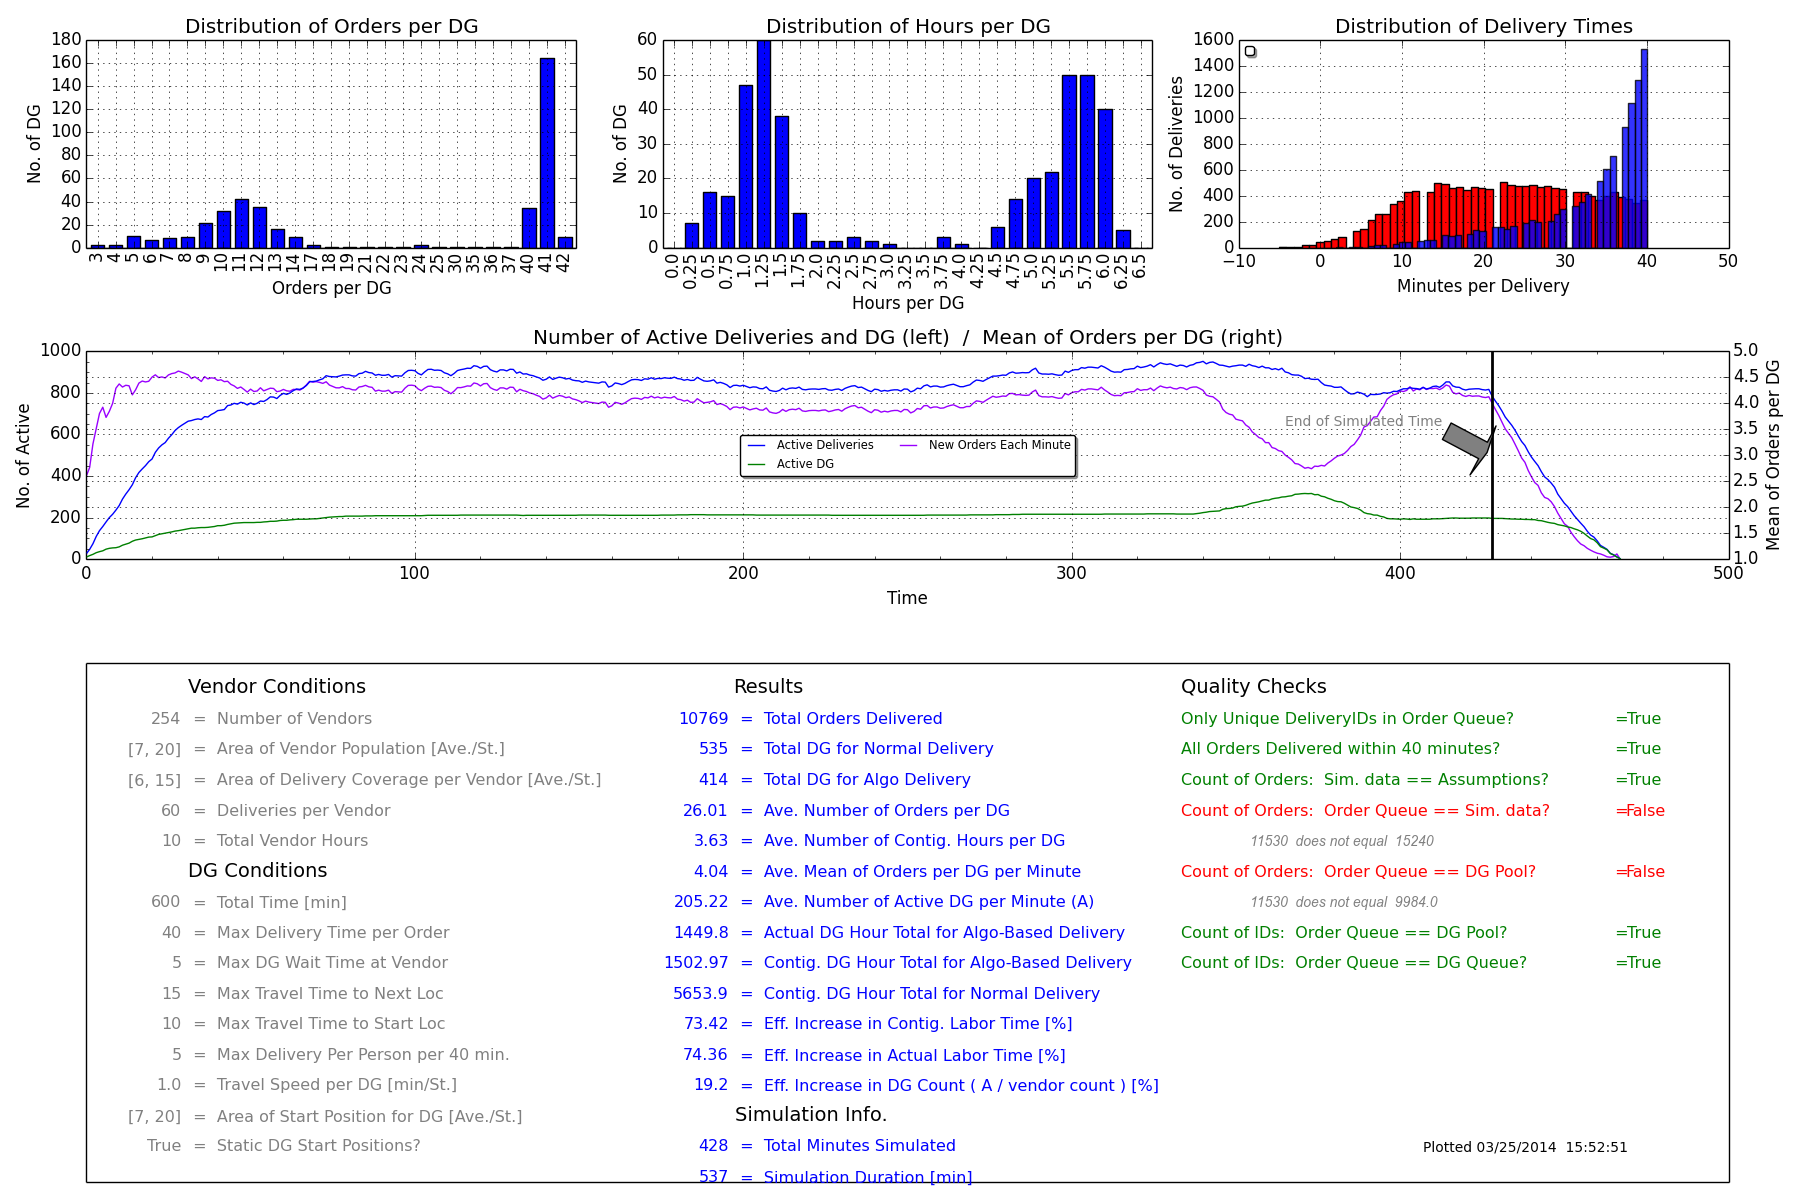 Distribution of Orders per DG
No. of DG
180
160
140
120
100
80
60
40
20
0
3 4 5 6 7 8 9 10 11 12 13 14 17 18 19 21 22 23 24 25 30 35 36 37 40 41 42
Orders per DG
Distribution of Hours per DG
No. of DG
60
50
40
30
20
10
0
0.0 0.25 0.5 0.75 1.0 1.25 1.5 1.75 2.0 2.25 2.5 2.75 3.0 3.25 3.5 3.75 4.0 4.25 4.5 4.75 5.0 5.25 5.5 5.75 6.0 6.25 6.5
Hours per DG
Distribution of Delivery Times
No. of Deliveries
1600
1400
1200
1000
800
600
400
200
0
−10 0 10 20 30 40 50
Minutes per Delivery
Number of Active Deliveries and DG (left)  /  Mean of Orders per DG (right)
No. of Active
1000
800
600
400
200
0
Active Deliveries
New Orders Each Minute
Active DG
End of Simulated Time
5.0
4.5
4.0
3.5
3.0
2.5
2.0
1.5
1.0
Mean of Orders per DG
0 100 200 300 400 500
Time
Vendor Conditions
254 = Number of Vendors
[7, 20] = Area of Vendor Population [Ave./St.]
[6, 15] = Area of Delivery Coverage per Vendor [Ave./St.]
60 = Deliveries per Vendor
10 = Total Vendor Hours
DG Conditions
600 = Total Time [min]
40 = Max Delivery Time per Order
5 = Max DG Wait Time at Vendor
15 = Max Travel Time to Next Loc
10 = Max Travel Time to Start Loc
5 = Max Delivery Per Person per 40 min.
1.0 = Travel Speed per DG [min/St.]
[7, 20] = Area of Start Position for DG [Ave./St.]
True = Static DG Start Positions?
Results
10769 = Total Orders Delivered
535 = Total DG for Normal Delivery
414 = Total DG for Algo Delivery
26.01 = Ave. Number of Orders per DG
3.63 = Ave. Number of Contig. Hours per DG
4.04 = Ave. Mean of Orders per DG per Minute
205.22 = Ave. Number of Active DG per Minute (A)
1449.8 = Actual DG Hour Total for Algo-Based Delivery
1502.97 = Contig. DG Hour Total for Algo-Based Delivery
5653.9 = Contig. DG Hour Total for Normal Delivery
73.42 = Eff. Increase in Contig. Labor Time [%]
74.36 = Eff. Increase in Actual Labor Time [%]
19.2 = Eff. Increase in DG Count ( A / vendor count ) [%]
Simulation Info.
428 = Total Minutes Simulated
537 = Simulation Duration [min]
Quality Checks
Only Unique DeliveryIDs in Order Queue? =True
All Orders Delivered within 40 minutes? =True
Count of Orders:  Sim. data == Assumptions? =True
Count of Orders:  Order Queue == Sim. data? =False
11530  does not equal  15240
Count of Orders:  Order Queue == DG Pool? =False
11530  does not equal  9984.0
Count of IDs:  Order Queue == DG Pool? =True
Count of IDs:  Order Queue == DG Queue? =True
Plotted 03/25/2014  15:52:51